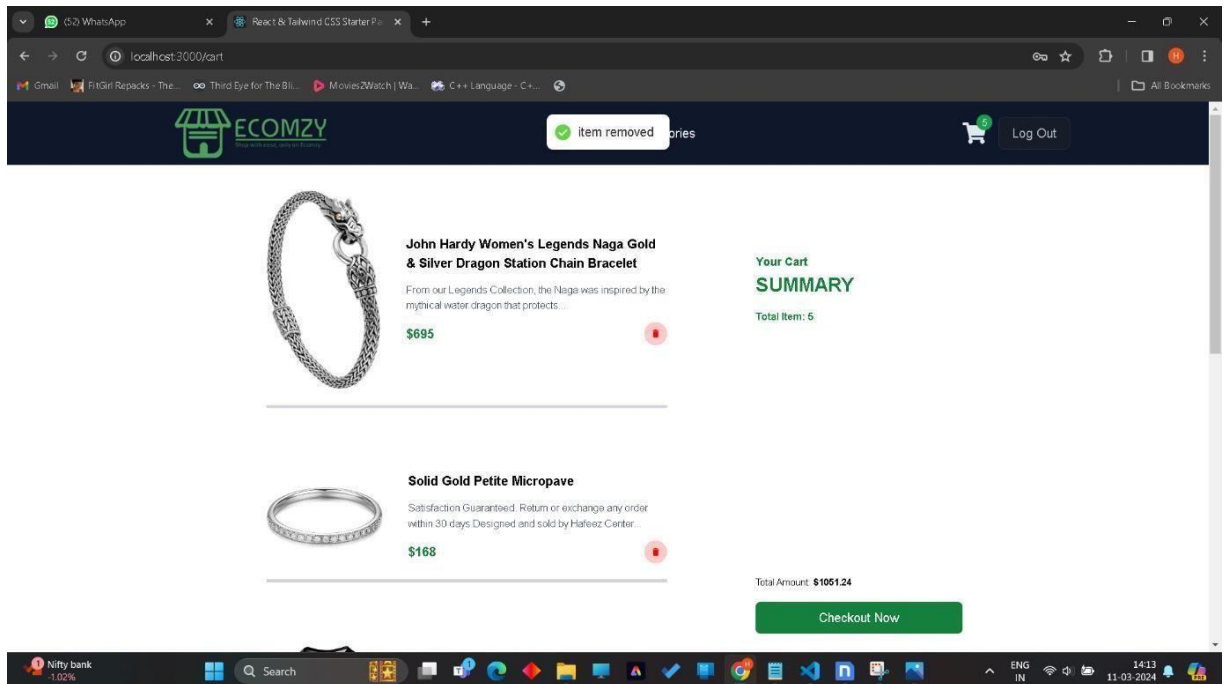 (52) WhatsApp
React & Tailwind CSS Starter Pa
localhost:3000/cart
Gmail
FitGirl Repacks - The...
Third Eye for The Bli...
Movies2Watch | Wa...
C++ Language - C+...
All Bookmarks
ECOMZY
item removed
ories
5
Log Out
John Hardy Women's Legends Naga Gold
& Silver Dragon Station Chain Bracelet
From our Legends Collection, the Naga was inspired by the
mythical water dragon that protects...
$695
Your Cart
SUMMARY
Total Item: 5
Solid Gold Petite Micropave
Satisfaction Guaranteed. Return or exchange any order
within 30 days.Designed and sold by Hafeez Center...
$168
Total Amount: $1051.24
Checkout Now
1
Nifty bank
-1.02%
Search
ENG
IN
14:13
11-03-2024